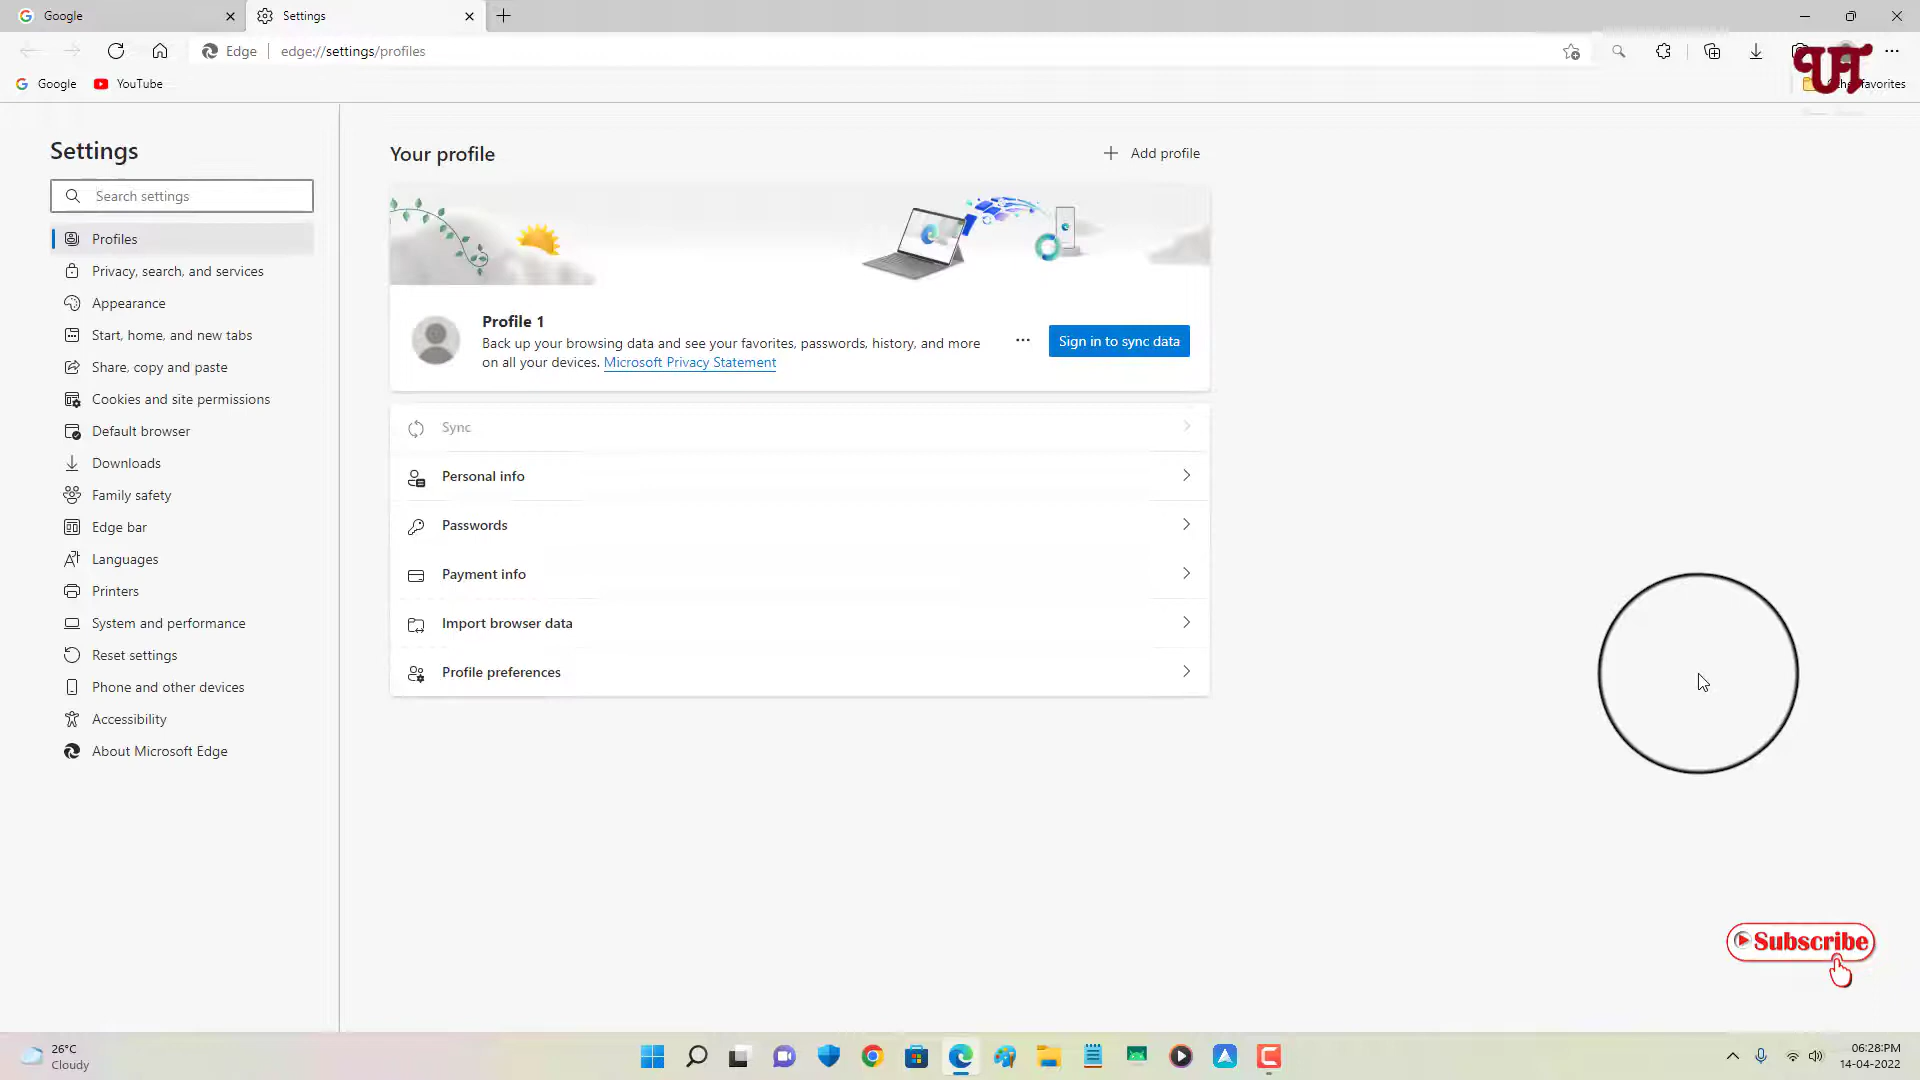 Google
Settings
Edge
edge://settings/profiles
Google
YouTube
favorites
Settings
Search settings
Profiles
Privacy, search, and services
Appearance
Start, home, and new tabs
Share, copy and paste
Cookies and site permissions
Default browser
Downloads
Family safety
Edge bar
Languages
Printers
System and performance
Reset settings
Phone and other devices
Accessibility
About Microsoft Edge
Your profile
Add profile
Profile 1
Back up your browsing data and see your favorites, passwords, history, and more
on all your devices. Microsoft Privacy Statement
Sign in to sync data
Sync
Personal info
Passwords
Payment info
Import browser data
Profile preferences
Subscribe
26°C
Cloudy
06:28:PM
14-04-2022